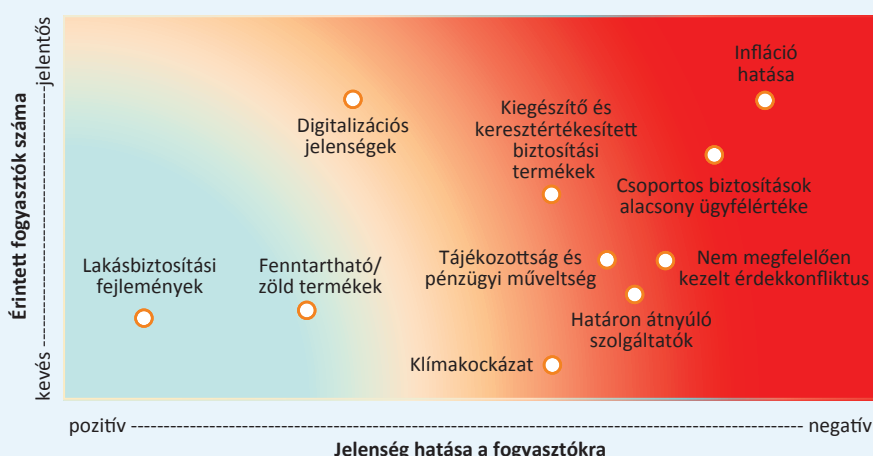 Érintett fogyasztók száma
kevés ---------- jelentős
Infláció
hatása
Digitalizációs
jelenségek
Kiegészítő és
keresztértékesített
biztosítási
termékek
Csoportos biztosítások
alacsony ügyfélértéke
Lakásbiztosítási
fejlemények
Fenntartható/
zöld termékek
Tájékozottság és
pénzügyi műveltség
Nem megfelelően
kezelt érdekkonfliktus
Határon átnyúló
szolgáltatók
Klímakockázat
pozitív ---------- negatív
Jelenség hatása a fogyasztókra